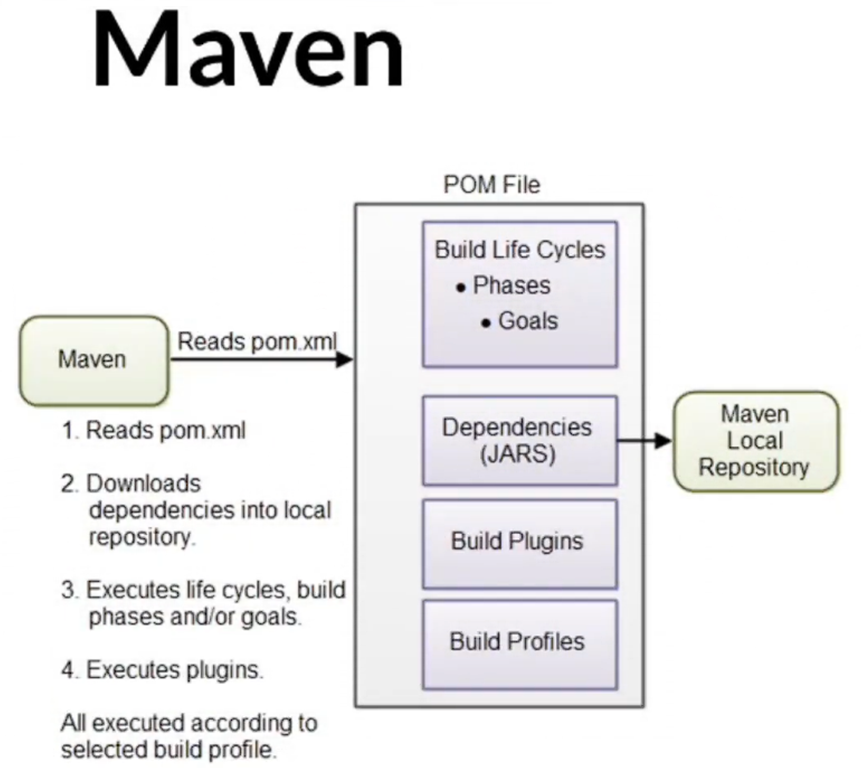 Maven
POM File
Build Life Cycles
• Phases
• Goals
Maven
Reads pom.xml
Dependencies
(JARS)
Maven
Local
Repository
Build Plugins
Build Profiles
1. Reads pom.xml
2. Downloads
dependencies into local
repository.
3. Executes life cycles, build
phases and/or goals.
4. Executes plugins.
All executed according to
selected build profile.